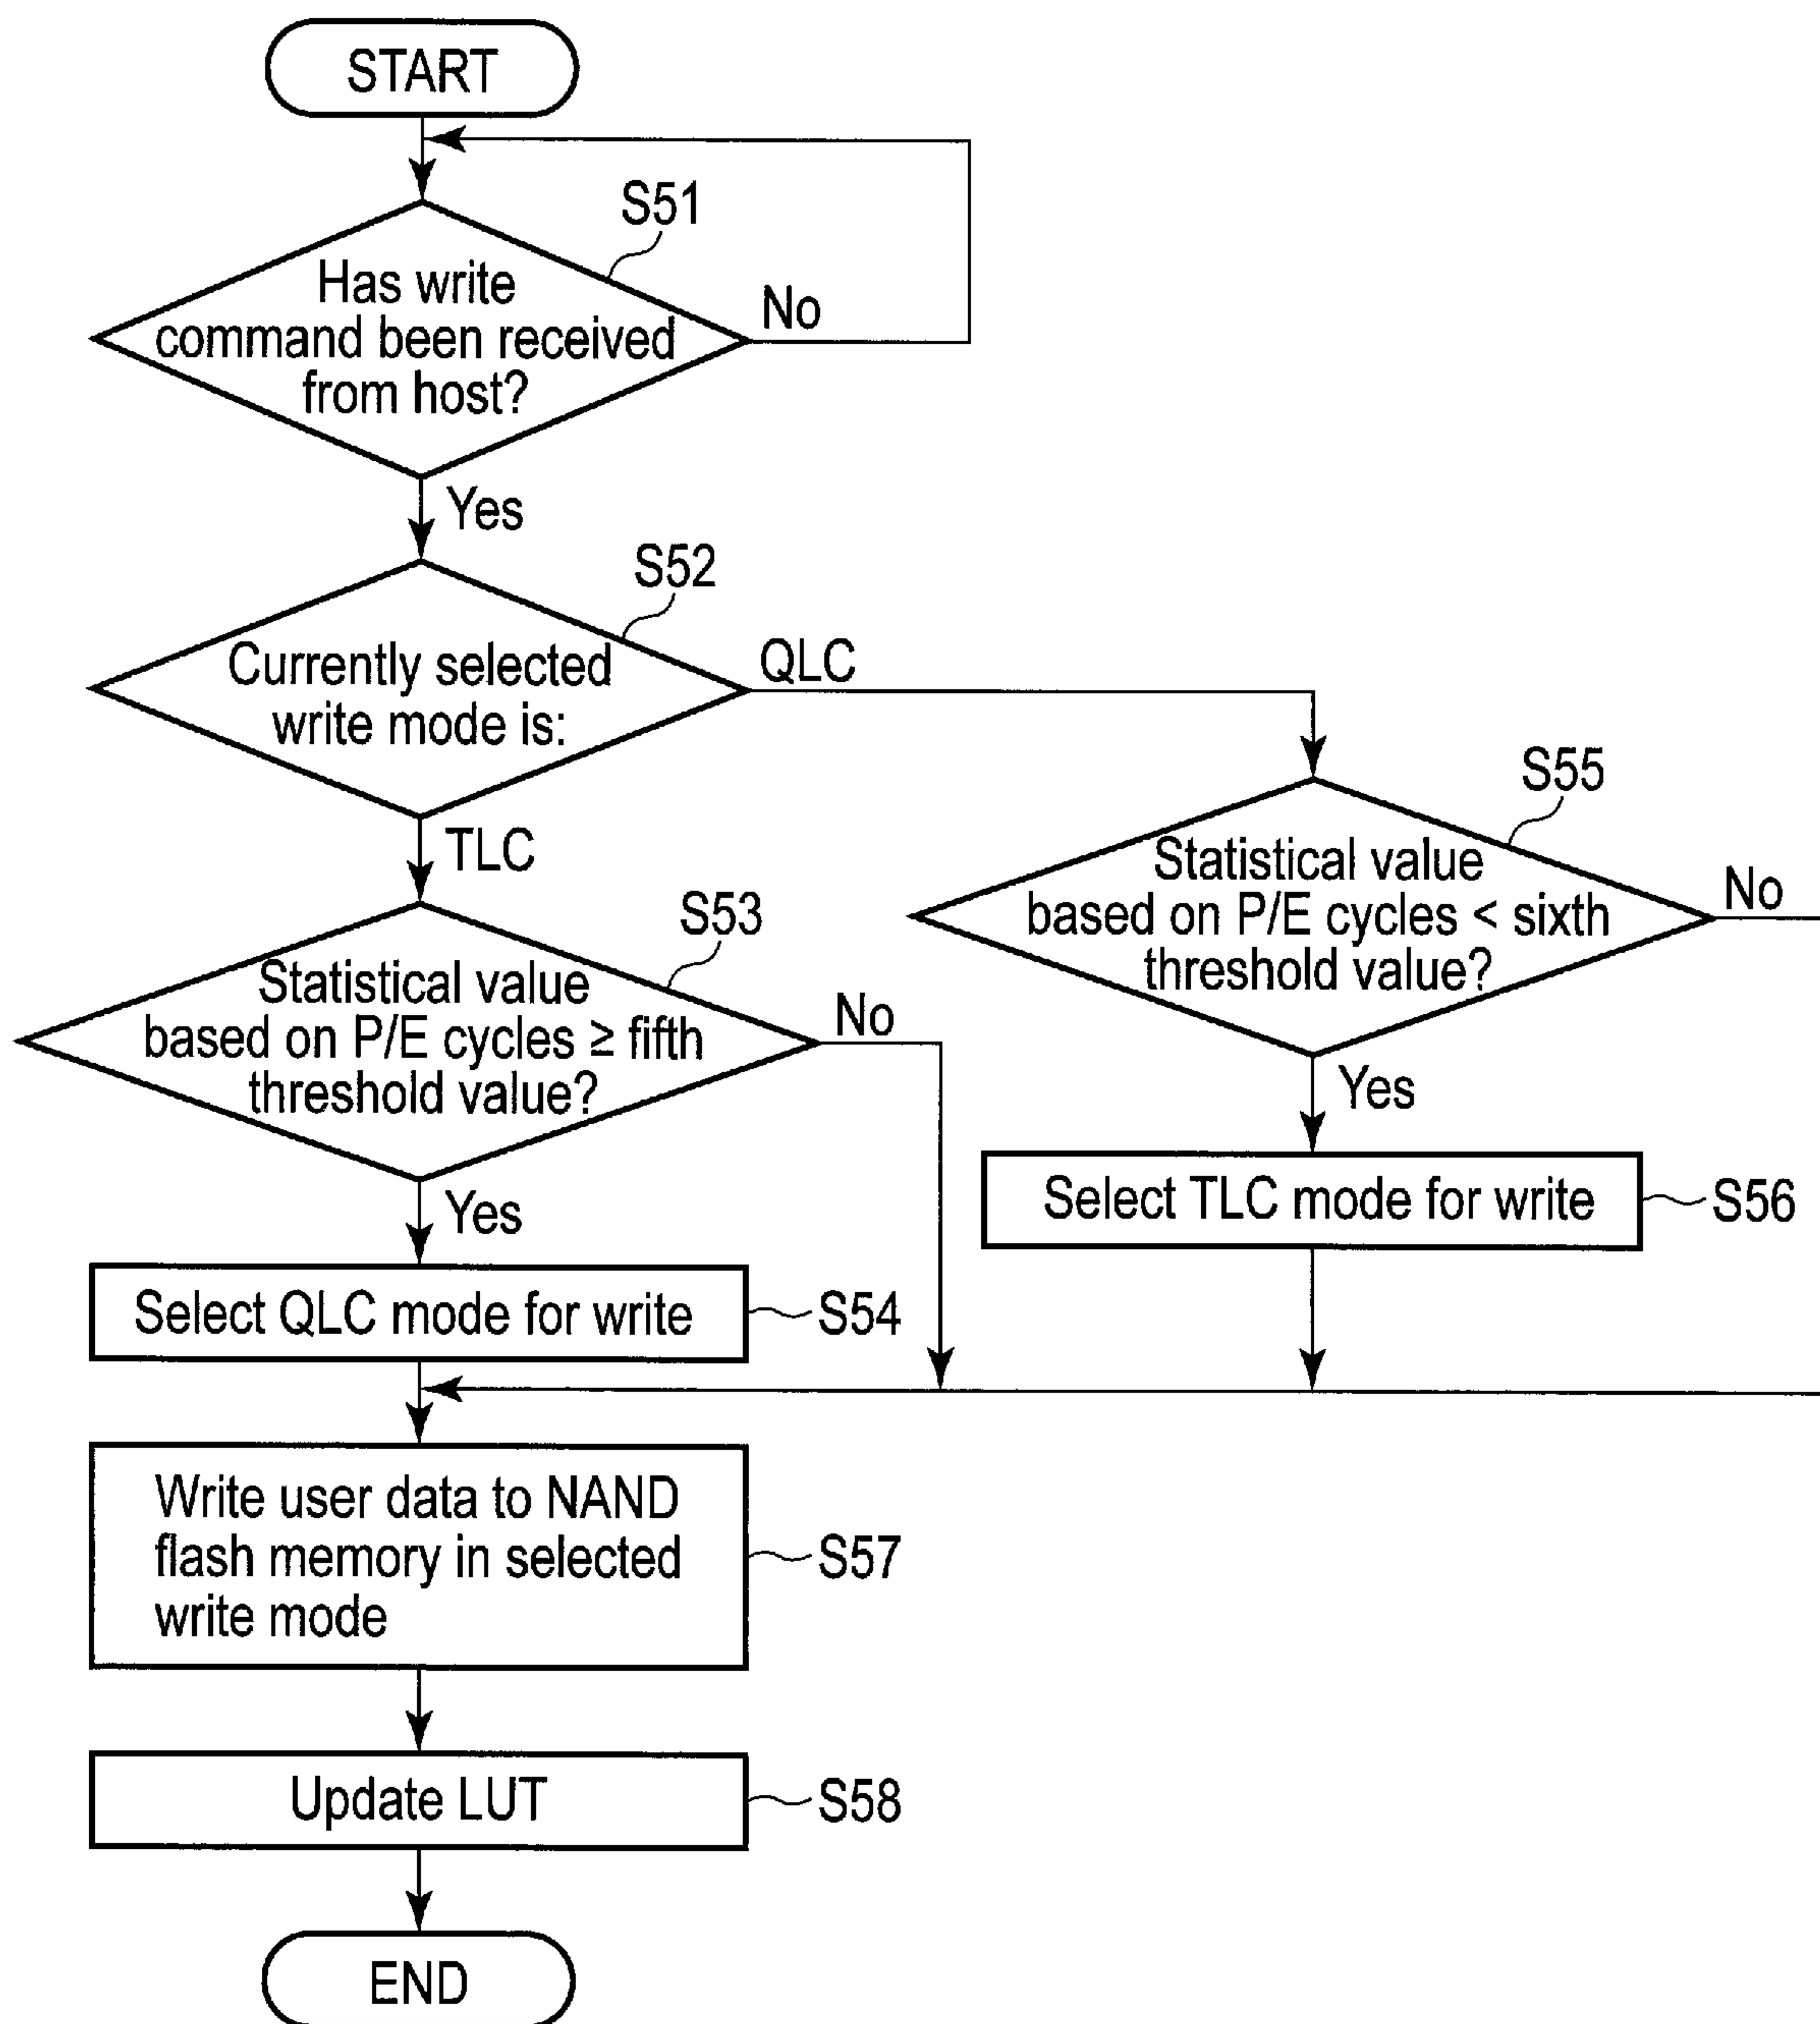 START
S51
Has write
command been received
from host?
No
Yes
S52
Currently selected
write mode is:
QLC
TLC
S53
Statistical value
based on P/E cycles ≥ fifth
threshold value?
No
Yes
Select QLC mode for write
S54
S55
Statistical value
based on P/E cycles < sixth
threshold value?
No
Yes
Select TLC mode for write
S56
Write user data to NAND
flash memory in selected
write mode
S57
Update LUT
S58
END